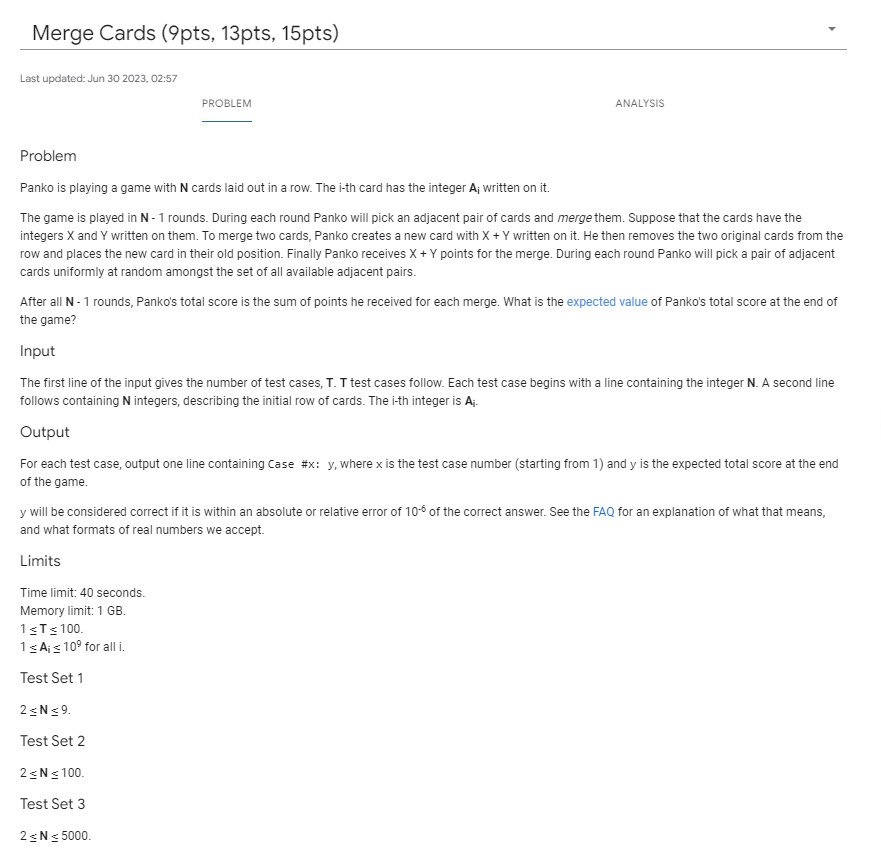 Merge Cards (9pts, 13pts, 15pts)
Last updated: Jun 30 2023, 02:57
PROBLEM
ANALYSIS
Problem
Panko is playing a game with N cards laid out in a row. The i-th card has the integer Aᵢ written on it.
The game is played in N - 1 rounds. During each round Panko will pick an adjacent pair of cards and merge them. Suppose that the cards have the
integers X and Y written on them. To merge two cards, Panko creates a new card with X + Y written on it. He then removes the two original cards from the
row and places the new card in their old position. Finally Panko receives X + Y points for the merge. During each round Panko will pick a pair of adjacent
cards uniformly at random amongst the set of all available adjacent pairs.
After all N - 1 rounds, Panko's total score is the sum of points he received for each merge. What is the expected value of Panko's total score at the end of
the game?
Input
The first line of the input gives the number of test cases, T. T test cases follow. Each test case begins with a line containing the integer N. A second line
follows containing N integers, describing the initial row of cards. The i-th integer is Aᵢ.
Output
For each test case, output one line containing Case #x: y, where x is the test case number (starting from 1) and y is the expected total score at the end
of the game.
y will be considered correct if it is within an absolute or relative error of 10⁻⁶ of the correct answer. See the FAQ for an explanation of what that means,
and what formats of real numbers we accept.
Limits
Time limit: 40 seconds.
Memory limit: 1 GB.
1 ≤ T ≤ 100.
1 ≤ Aᵢ ≤ 10⁹ for all i.
Test Set 1
2 ≤ N ≤ 9.
Test Set 2
2 ≤ N ≤ 100.
Test Set 3
2 ≤ N ≤ 5000.